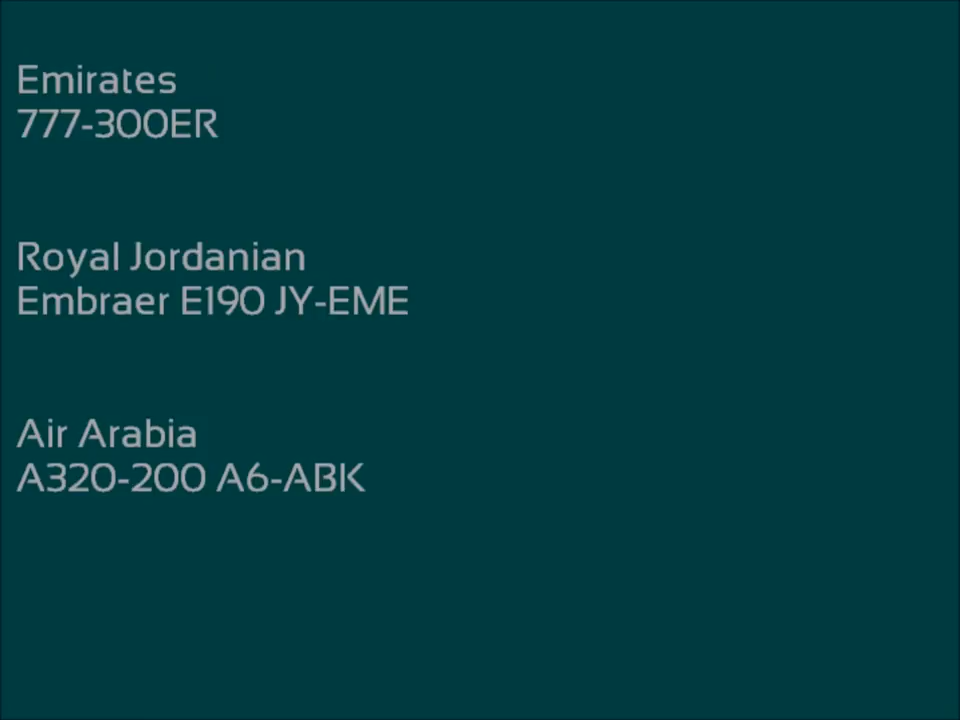 Emirates
777-300ER
Royal Jordanian
Embraer E190 JY-EME
Air Arabia
A320-200 A6-ABK